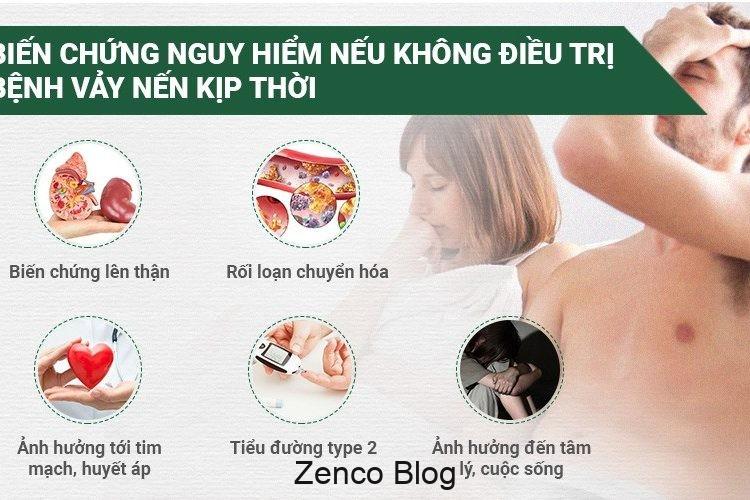 BIẾN CHỨNG NGUY HIỂM NẾU KHÔNG ĐIỀU TRỊ
BỆNH VẢY NẾN KỊP THỜI
Biến chứng lên thận
Rối loạn chuyển hóa
Ảnh hưởng tới tim
mạch, huyết áp
Tiểu đường type 2
Ảnh hưởng đến tâm
lý, cuộc sống
Zenco Blog